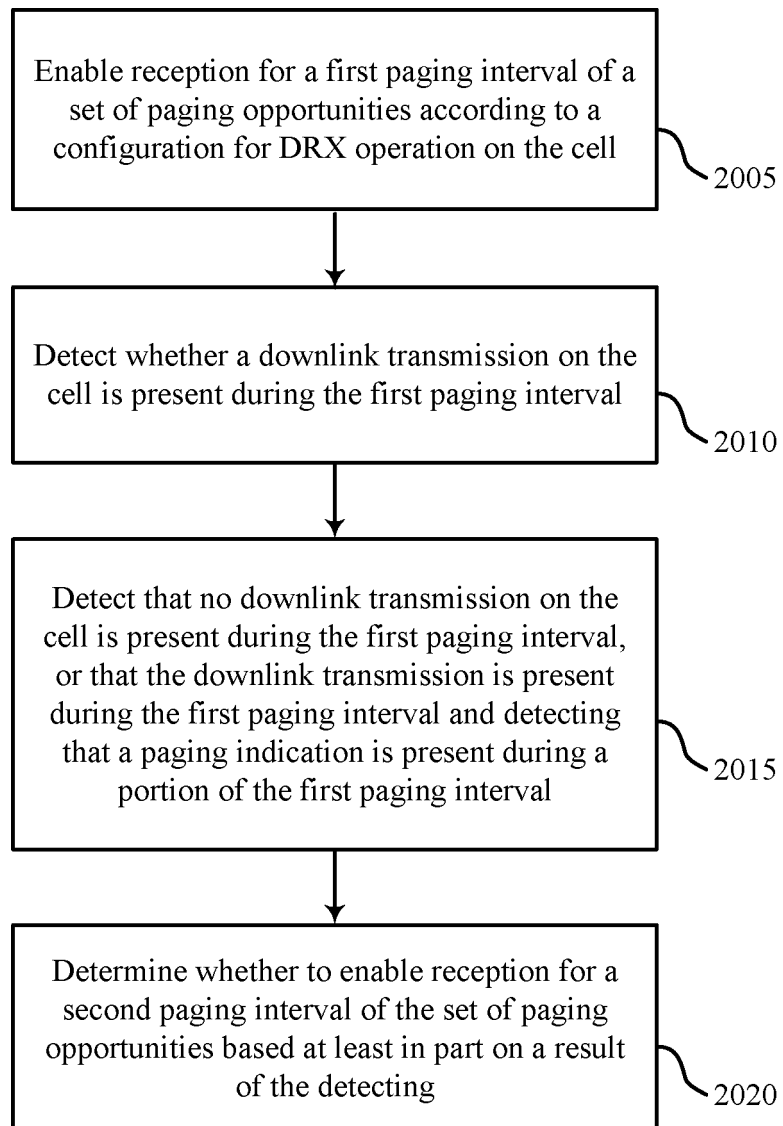 Enable reception for a first paging interval of a
set of paging opportunities according to a
configuration for DRX operation on the cell
2005
Detect whether a downlink transmission on the
cell is present during the first paging interval
2010
Detect that no downlink transmission on the
cell is present during the first paging interval,
or that the downlink transmission is present
during the first paging interval and detecting
that a paging indication is present during a
portion of the first paging interval
2015
Determine whether to enable reception for a
second paging interval of the set of paging
opportunities based at least in part on a result
of the detecting
2020